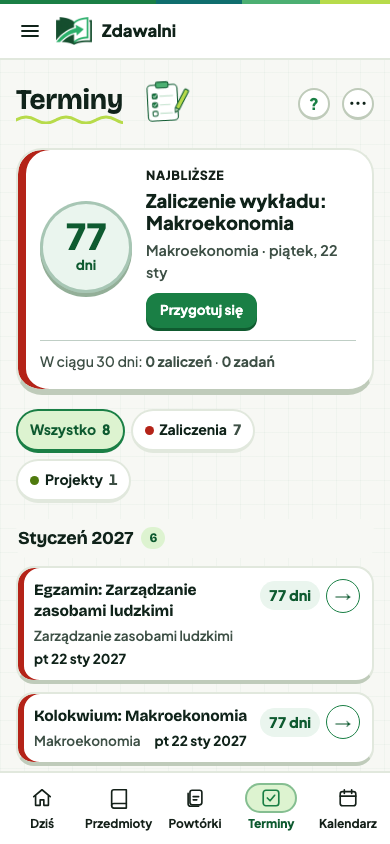 Zdawalni
Terminy
?
NAJBLIŻSZE
Zaliczenie wykładu:
Makroekonomia
77
dni
Makroekonomia · piątek, 22
sty
Przygotuj się
W ciągu 30 dni: 0 zaliczeń · 0 zadań
Wszystko 8
Zaliczenia 7
Projekty 1
Styczeń 2027 6
Egzamin: Zarządzanie
zasobami ludzkimi
77 dni →
Zarządzanie zasobami ludzkimi
pt 22 sty 2027
Kolokwium: Makroekonomia
77 dni →
Makroekonomia pt 22 sty 2027
Dziś Przedmioty Powtórki Terminy Kalendarz